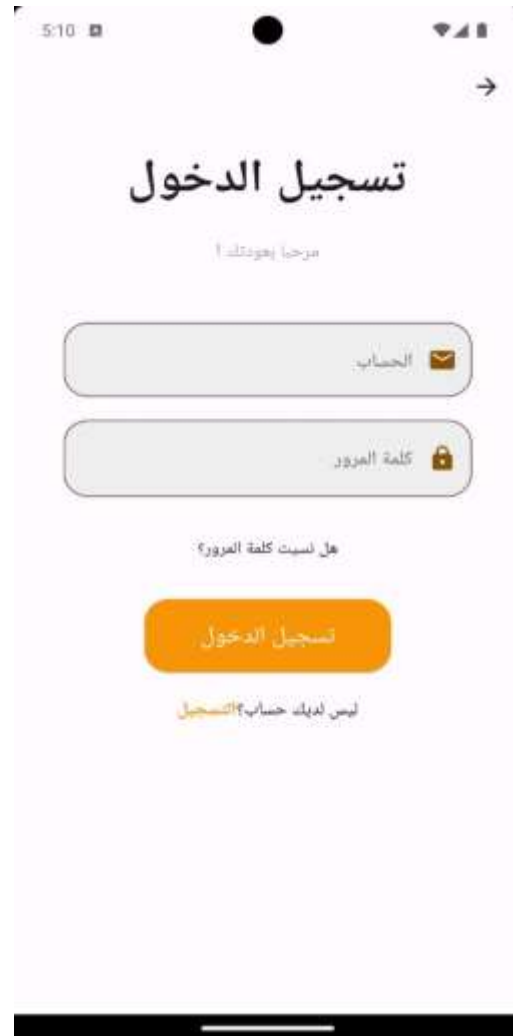 5:10
تسجيل الدخول
مرحبا بعودتك !
الحساب
كلمة المرور
هل نسيت كلمة المرور؟
تسجيل الدخول
ليس لديك حساب؟التسجيل